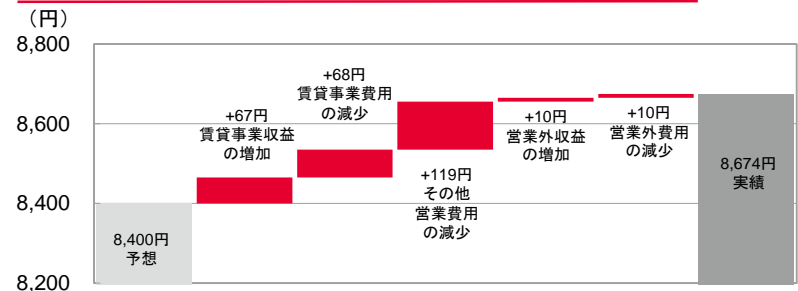 （円）
8,800
8,600
8,400
8,200
8,400円
予想
+67円
賃貸事業収益
の増加
+68円
賃貸事業費用
の減少
+119円
その他
営業費用
の減少
+10円
営業外収益
の増加
+10円
営業外費用
の減少
8,674円
実績